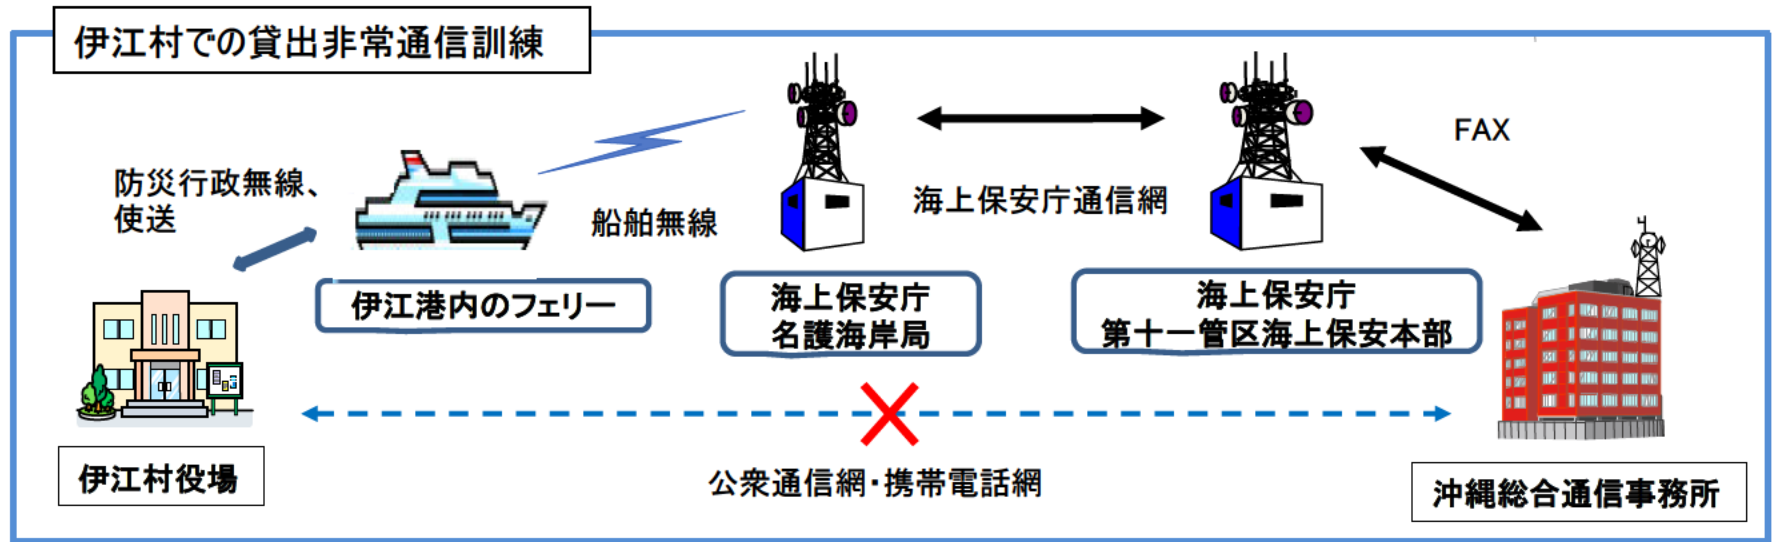 伊江村での貸出非常通信訓練
FAX
防災行政無線、
使送
船舶無線
海上保安庁通信網
伊江港内のフェリー
海上保安庁
名護海岸局
海上保安庁
第十一管区海上保安本部
伊江村役場
公衆通信網・携帯電話網
沖縄総合通信事務所